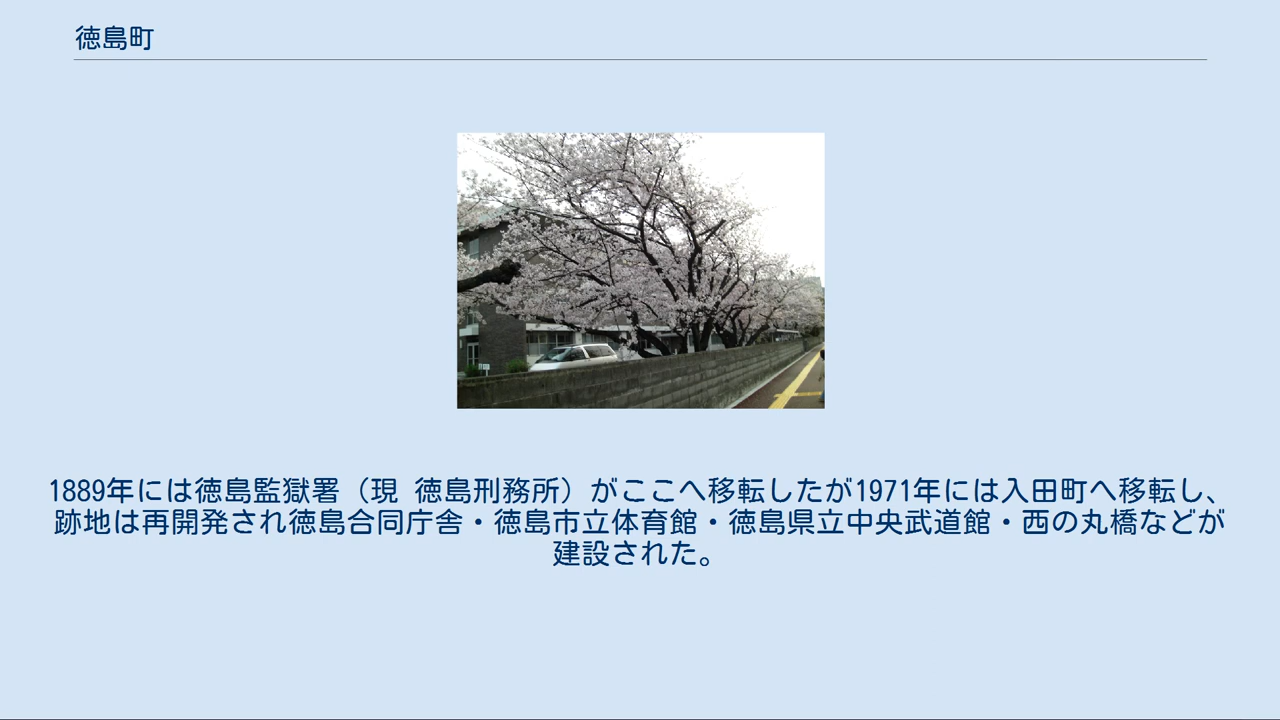 徳島町
1889年には徳島監獄署（現 徳島刑務所）がここへ移転したが1971年には入田町へ移転し、
跡地は再開発され徳島合同庁舎・徳島市立体育館・徳島県立中央武道館・西の丸橋などが
建設された。